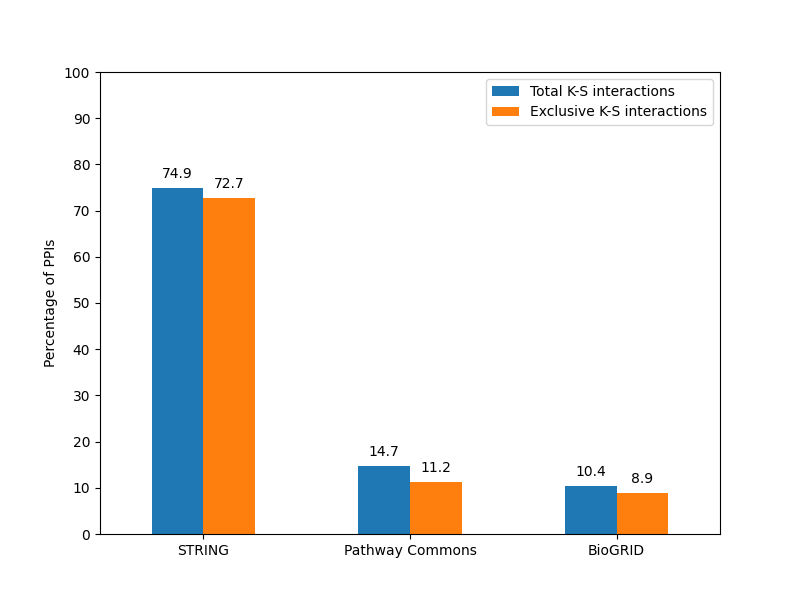 Total K-S interactions
Exclusive K-S interactions
100
90
80
70
60
50
40
30
20
10
0
Percentage of PPIs
74.9
72.7
14.7
11.2
10.4
8.9
STRING
Pathway Commons
BioGRID